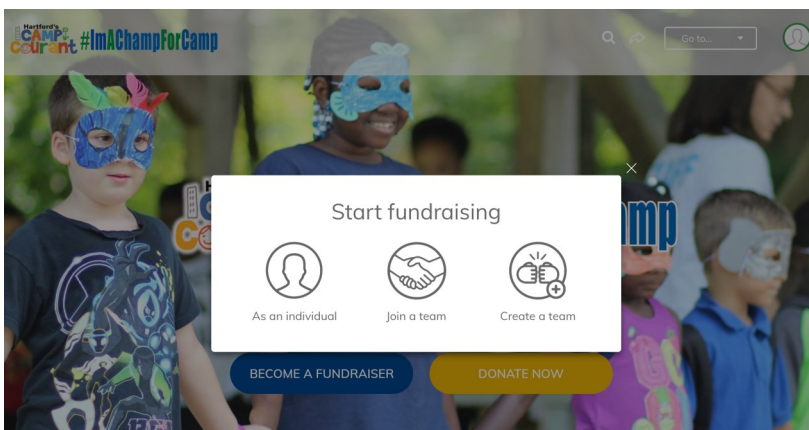 Hartford's
CAMP
Courant
#ImAChampForCamp
Go to...
mp
Start fundraising
As an individual
Join a team
Create a team
BECOME A FUNDRAISER
DONATE NOW